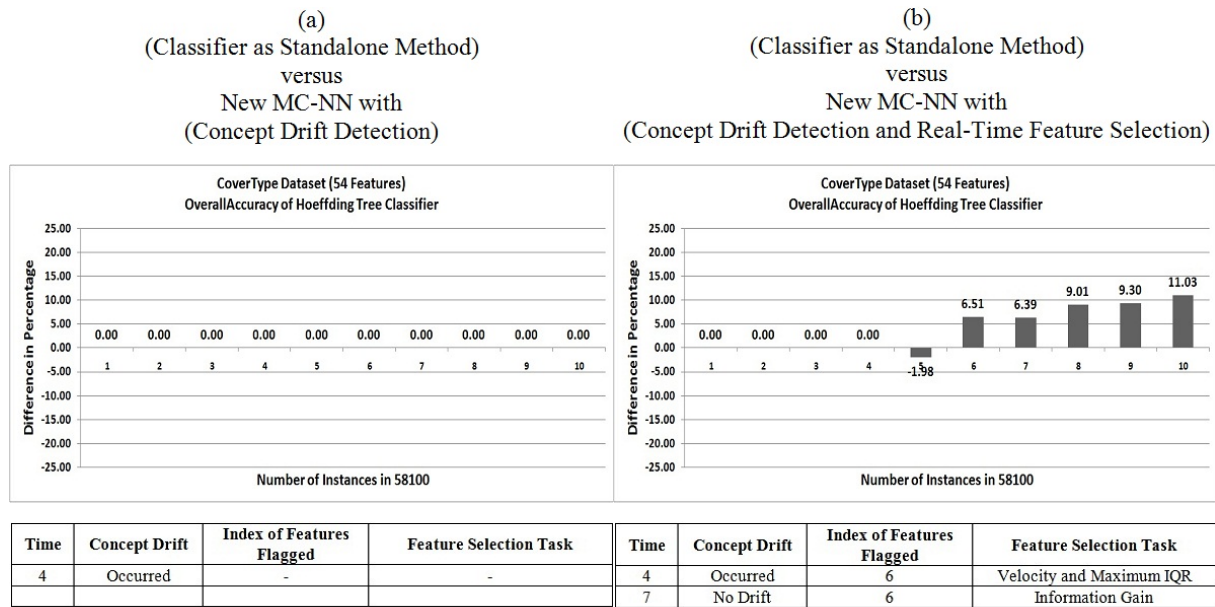 (a)
(Classifier as Standalone Method)
versus
New MC-NN with
(Concept Drift Detection)
(b)
(Classifier as Standalone Method)
versus
New MC-NN with
(Concept Drift Detection and Real-Time Feature Selection)
CoverType Dataset (54 Features)
OverallAccuracy of Hoeffding Tree Classifier
Difference in Percentage
25.00
20.00
15.00
10.00
5.00
0.00
-5.00
-10.00
-15.00
-20.00
-25.00
0.00 0.00 0.00 0.00 0.00 0.00 0.00 0.00 0.00 0.00
1 2 3 4 5 6 7 8 9 10
Number of Instances in 58100
CoverType Dataset (54 Features)
OverallAccuracy of Hoeffding Tree Classifier
Difference in Percentage
25.00
20.00
15.00
10.00
5.00
0.00
-5.00
-10.00
-15.00
-20.00
-25.00
0.00 0.00 0.00 0.00 -1.98 6.51 6.39 9.01 9.30 11.03
1 2 3 4 5 6 7 8 9 10
Number of Instances in 58100
Time Concept Drift Index of Features Flagged Feature Selection Task
4 Occurred - -
Time Concept Drift Index of Features Flagged Feature Selection Task
4 Occurred 6 Velocity and Maximum IQR
7 No Drift 6 Information Gain